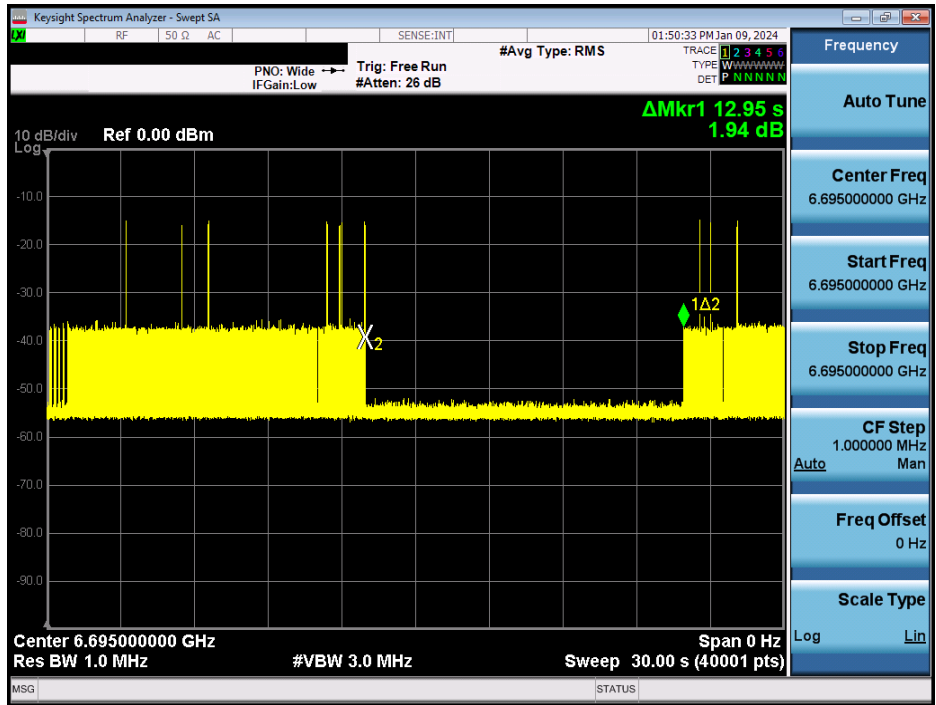 Keysight Spectrum Analyzer - Swept SA
LXI
RF 50 Ω AC SENSE:INT 01:50:33 PM Jan 09, 2024
PNO: Wide
IFGain:Low
Trig: Free Run
#Atten: 26 dB
#Avg Type: RMS
TRACE 1 2 3 4 5 6
TYPE WWWWWW
DET P N N N N N
ΔMkr1 12.95 s
1.94 dB
10 dB/div Ref 0.00 dBm
Log
-10.0
-20.0
-30.0
-40.0
-50.0
-60.0
-70.0
-80.0
-90.0
1Δ2
2
Center 6.695000000 GHz Span 0 Hz
Res BW 1.0 MHz #VBW 3.0 MHz Sweep 30.00 s (40001 pts)
MSG STATUS
Frequency
Auto Tune
Center Freq
6.695000000 GHz
Start Freq
6.695000000 GHz
Stop Freq
6.695000000 GHz
CF Step
1.000000 MHz
Auto Man
Freq Offset
0 Hz
Scale Type
Log Lin